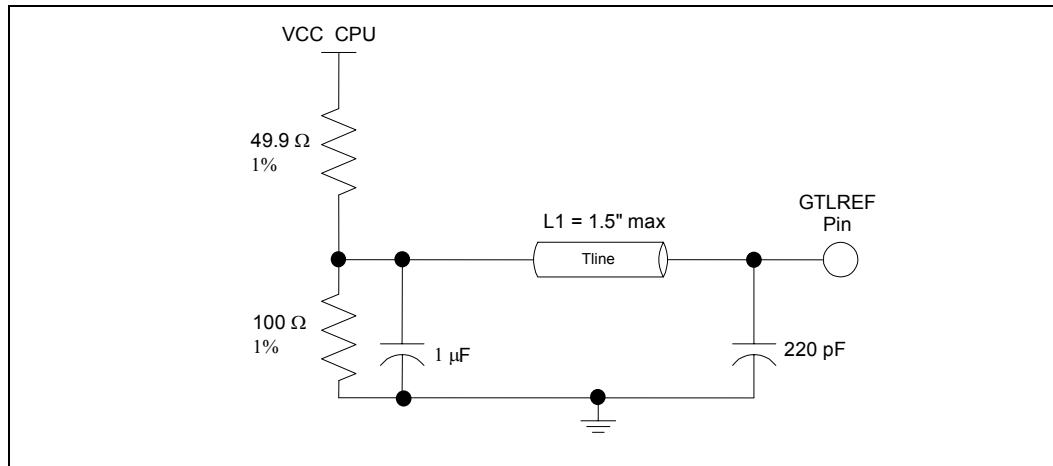 VCC CPU
49.9 Ω
1%
L1 = 1.5" max
GTLREF
Pin
Tline
100 Ω
1%
1 μF
220 pF